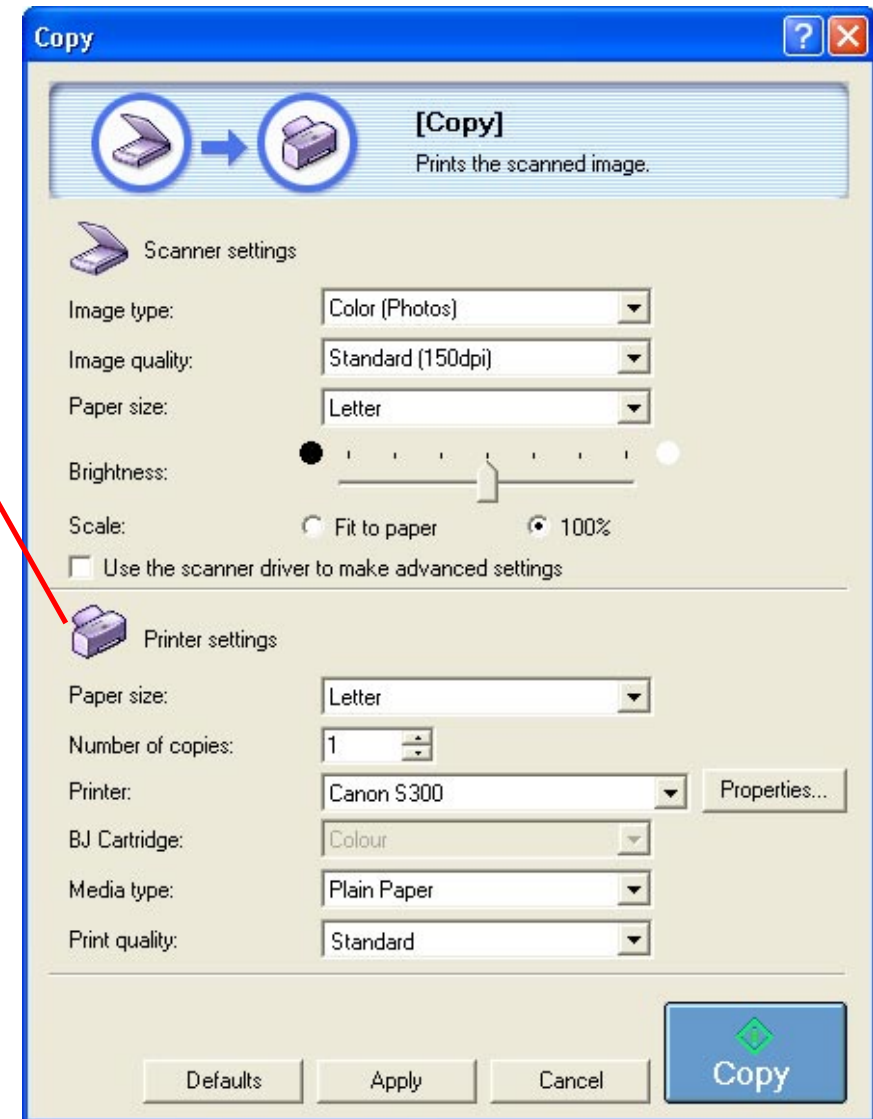 Copy
[Copy]
Prints the scanned image.
Scanner settings
Image type: Color (Photos)
Image quality: Standard (150dpi)
Paper size: Letter
Brightness:
Scale: Fit to paper 100%
Use the scanner driver to make advanced settings
Printer settings
Paper size: Letter
Number of copies: 1
Printer: Canon S300 Properties...
BJ Cartridge: Colour
Media type: Plain Paper
Print quality: Standard
Defaults Apply Cancel Copy